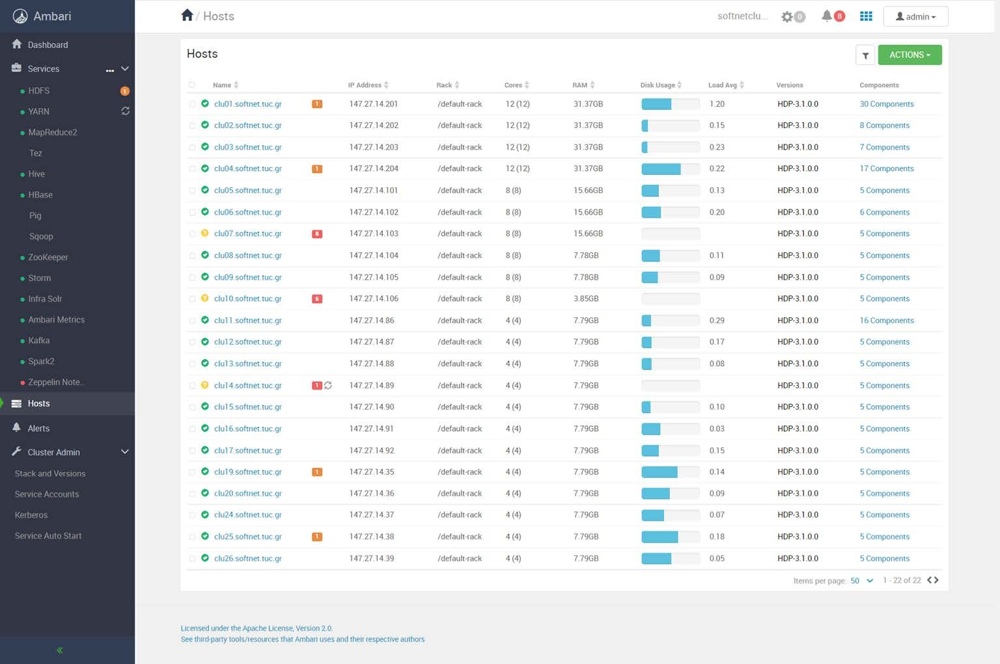 Ambari
Hosts
softnetclu...
0
8
admin
Dashboard
Services
...
HDFS
1
YARN
MapReduce2
Tez
Hive
HBase
Pig
Sqoop
ZooKeeper
Storm
Infra Solr
Ambari Metrics
Kafka
Spark2
Zeppelin Note...
Hosts
Alerts
Cluster Admin
Stack and Versions
Service Accounts
Kerberos
Service Auto Start
Hosts
ACTIONS
Name IP Address Rack Cores RAM Disk Usage Load Avg Versions Components
clu01.softnet.tuc.gr 1 147.27.14.201 /default-rack 12 (12) 31.37GB 1.20 HDP-3.1.0.0 30 Components
clu02.softnet.tuc.gr 147.27.14.202 /default-rack 12 (12) 31.37GB 0.15 HDP-3.1.0.0 8 Components
clu03.softnet.tuc.gr 147.27.14.203 /default-rack 12 (12) 31.37GB 0.23 HDP-3.1.0.0 7 Components
clu04.softnet.tuc.gr 1 147.27.14.204 /default-rack 12 (12) 31.37GB 0.22 HDP-3.1.0.0 17 Components
clu05.softnet.tuc.gr 147.27.14.101 /default-rack 8 (8) 15.66GB 0.13 HDP-3.1.0.0 5 Components
clu06.softnet.tuc.gr 147.27.14.102 /default-rack 8 (8) 15.66GB 0.20 HDP-3.1.0.0 6 Components
clu07.softnet.tuc.gr 8 147.27.14.103 /default-rack 8 (8) 15.66GB HDP-3.1.0.0 5 Components
clu08.softnet.tuc.gr 147.27.14.104 /default-rack 8 (8) 7.78GB 0.11 HDP-3.1.0.0 5 Components
clu09.softnet.tuc.gr 147.27.14.105 /default-rack 8 (8) 7.78GB 0.09 HDP-3.1.0.0 5 Components
clu10.softnet.tuc.gr 6 147.27.14.106 /default-rack 8 (8) 3.85GB HDP-3.1.0.0 5 Components
clu11.softnet.tuc.gr 147.27.14.86 /default-rack 4 (4) 7.79GB 0.29 HDP-3.1.0.0 16 Components
clu12.softnet.tuc.gr 147.27.14.87 /default-rack 4 (4) 7.79GB 0.17 HDP-3.1.0.0 5 Components
clu13.softnet.tuc.gr 147.27.14.88 /default-rack 4 (4) 7.79GB 0.08 HDP-3.1.0.0 5 Components
clu14.softnet.tuc.gr 1 147.27.14.89 /default-rack 4 (4) 7.79GB HDP-3.1.0.0 5 Components
clu15.softnet.tuc.gr 147.27.14.90 /default-rack 4 (4) 7.79GB 0.10 HDP-3.1.0.0 5 Components
clu16.softnet.tuc.gr 147.27.14.91 /default-rack 4 (4) 7.79GB 0.03 HDP-3.1.0.0 5 Components
clu17.softnet.tuc.gr 147.27.14.92 /default-rack 4 (4) 7.79GB 0.15 HDP-3.1.0.0 5 Components
clu19.softnet.tuc.gr 1 147.27.14.35 /default-rack 4 (4) 7.79GB 0.14 HDP-3.1.0.0 5 Components
clu20.softnet.tuc.gr 147.27.14.36 /default-rack 4 (4) 7.79GB 0.09 HDP-3.1.0.0 5 Components
clu24.softnet.tuc.gr 147.27.14.37 /default-rack 4 (4) 7.79GB 0.07 HDP-3.1.0.0 5 Components
clu25.softnet.tuc.gr 1 147.27.14.38 /default-rack 4 (4) 7.79GB 0.18 HDP-3.1.0.0 5 Components
clu26.softnet.tuc.gr 147.27.14.39 /default-rack 4 (4) 7.79GB 0.05 HDP-3.1.0.0 5 Components
Items per page: 50 1 - 22 of 22
Licensed under the Apache License, Version 2.0.
See third-party tools/resources that Ambari uses and their respective authors